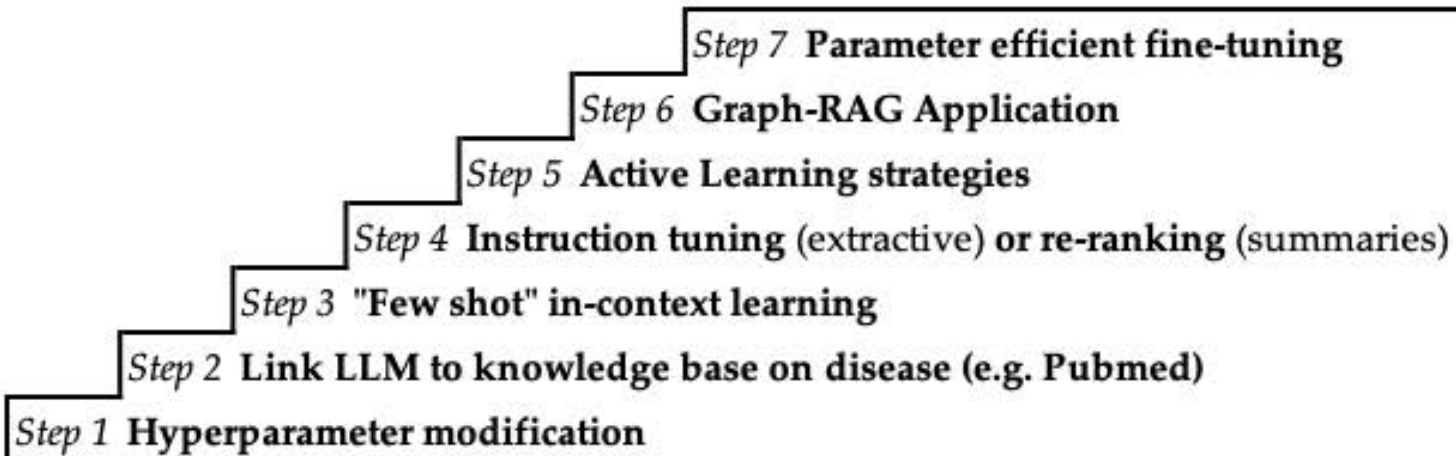 Step 7 Parameter efficient fine-tuning
Step 6 Graph-RAG Application
Step 5 Active Learning strategies
Step 4 Instruction tuning (extractive) or re-ranking (summaries)
Step 3 "Few shot" in-context learning
Step 2 Link LLM to knowledge base on disease (e.g. Pubmed)
Step 1 Hyperparameter modification